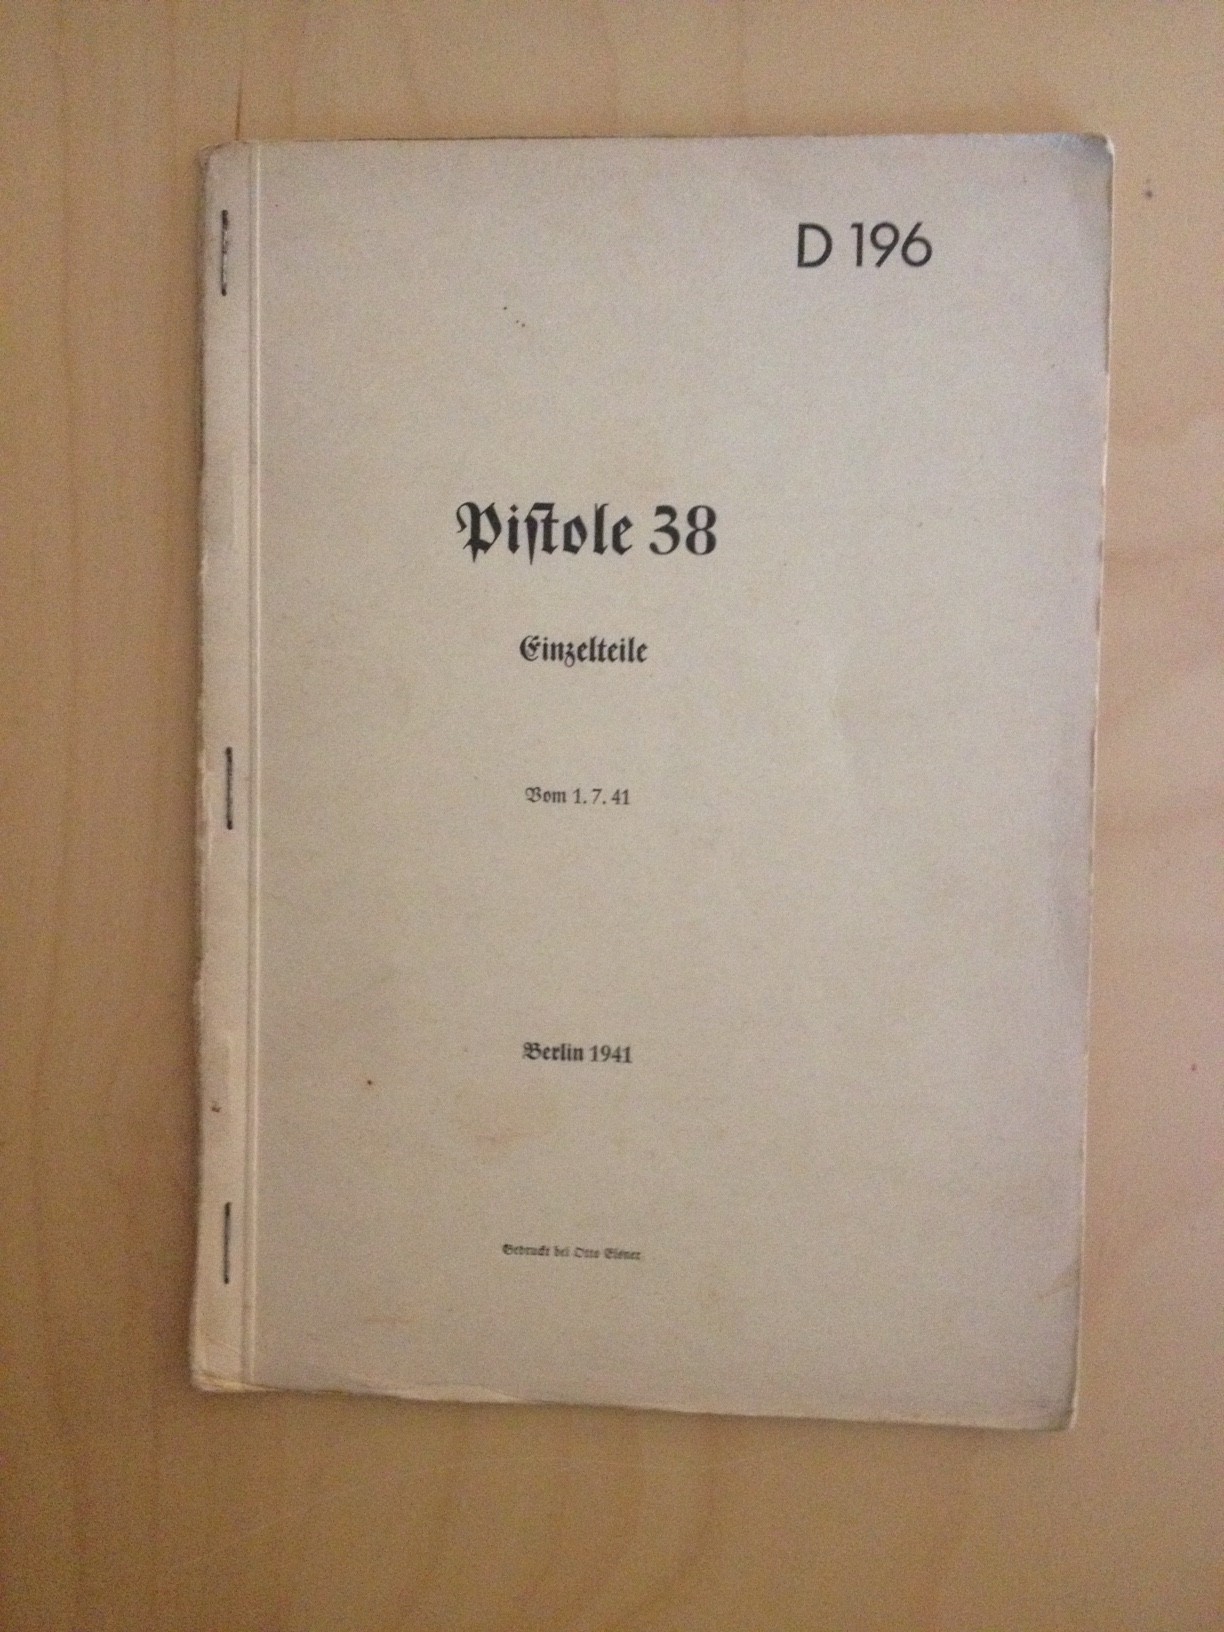 D 196
Piſtole 38
Einzelteile
Vom 1. 7. 41
Berlin 1941
Gedruckt bei Otto Elsner